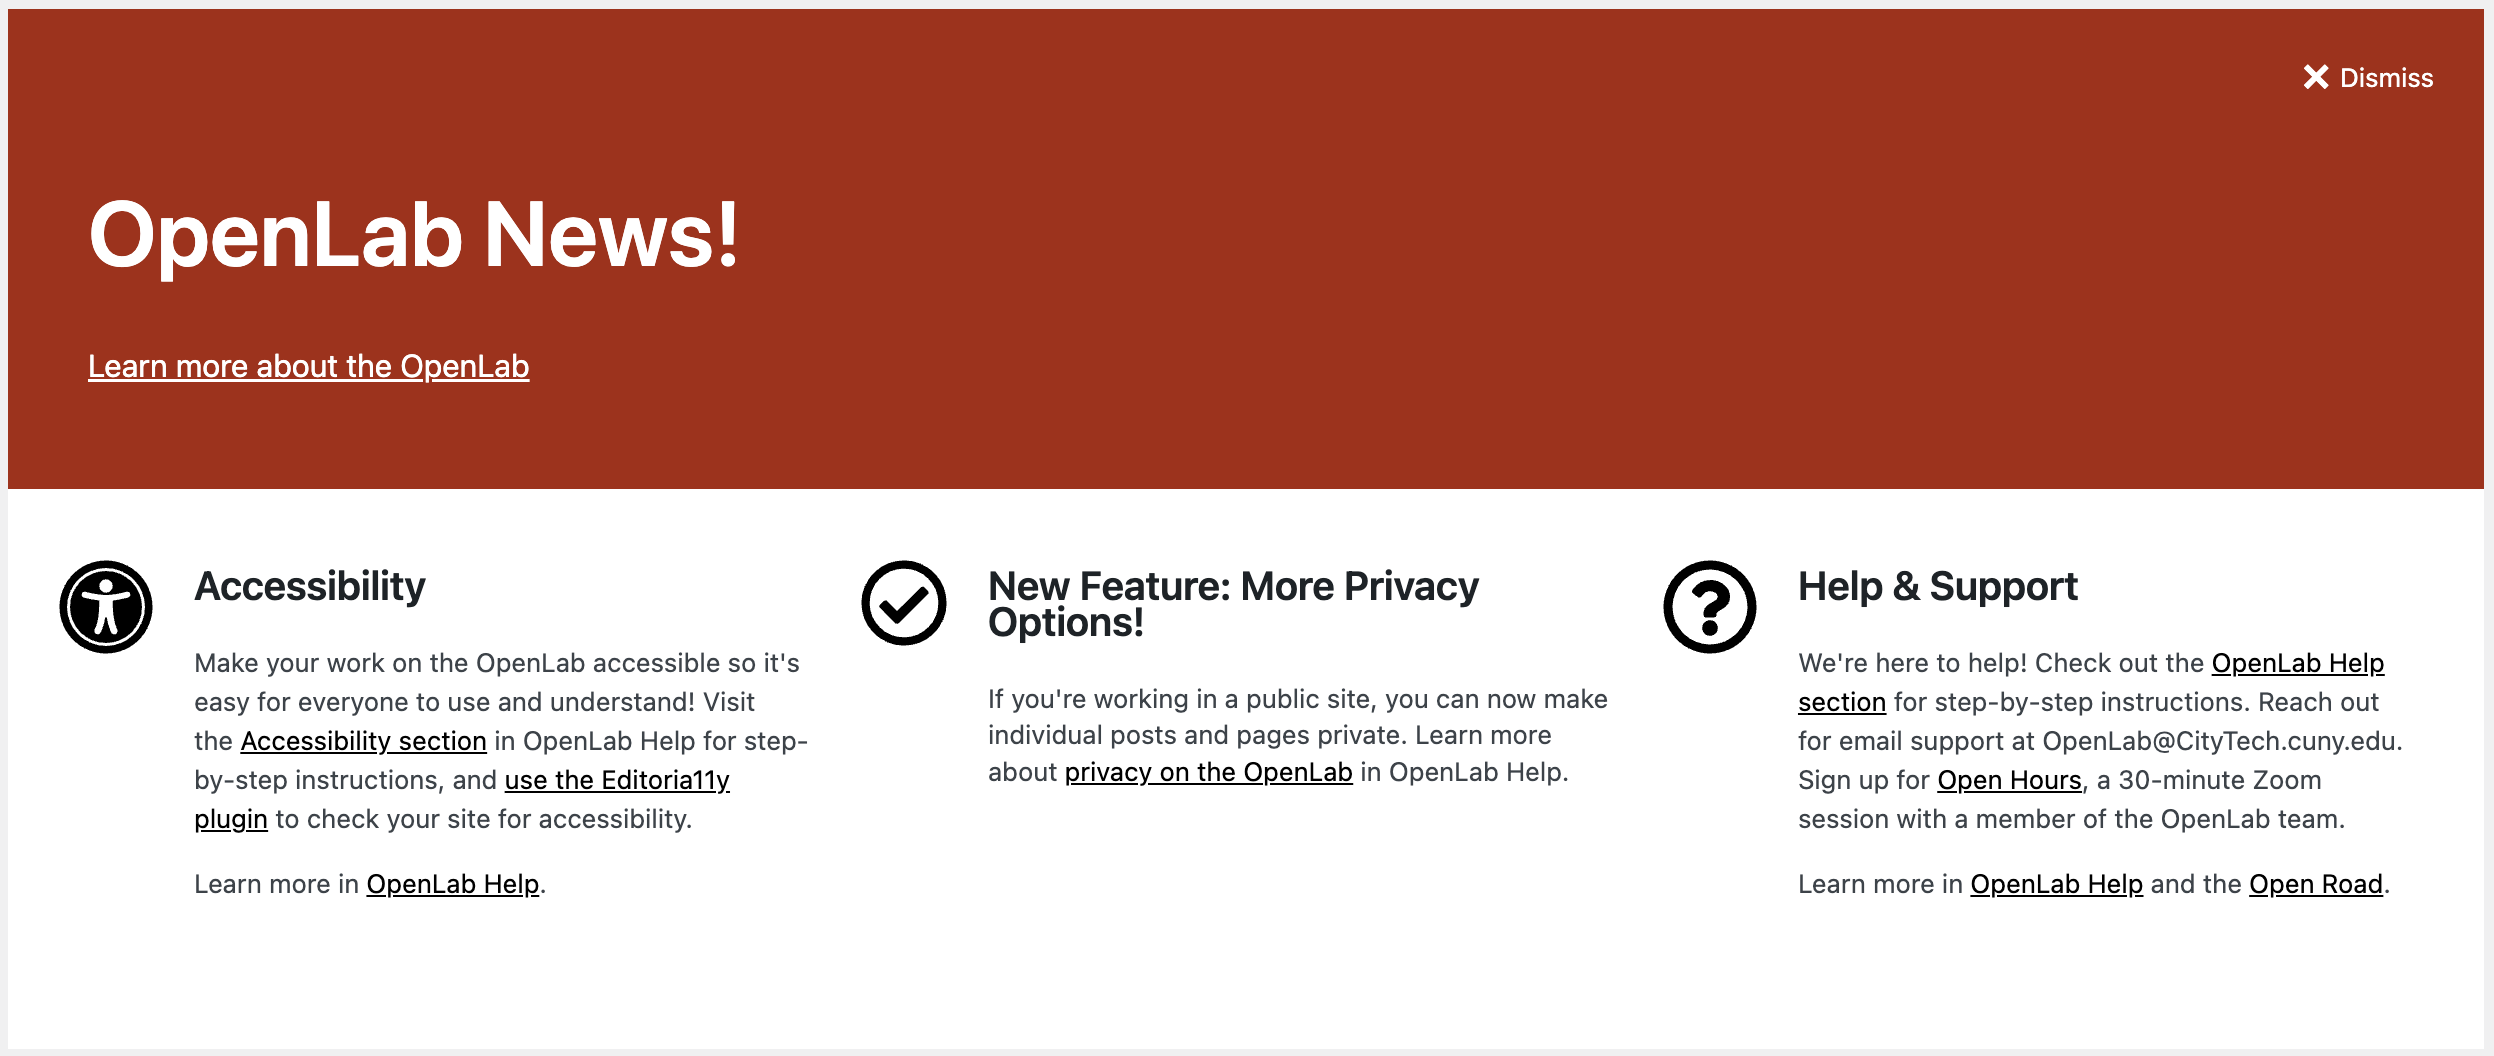 Dismiss
OpenLab News!
Learn more about the OpenLab
Accessibility
Make your work on the OpenLab accessible so it's
easy for everyone to use and understand! Visit
the Accessibility section in OpenLab Help for step-
by-step instructions, and use the Editoria11y
plugin to check your site for accessibility.
Learn more in OpenLab Help.
New Feature: More Privacy
Options!
If you're working in a public site, you can now make
individual posts and pages private. Learn more
about privacy on the OpenLab in OpenLab Help.
Help & Support
We're here to help! Check out the OpenLab Help
section for step-by-step instructions. Reach out
for email support at OpenLab@CityTech.cuny.edu.
Sign up for Open Hours, a 30-minute Zoom
session with a member of the OpenLab team.
Learn more in OpenLab Help and the Open Road.